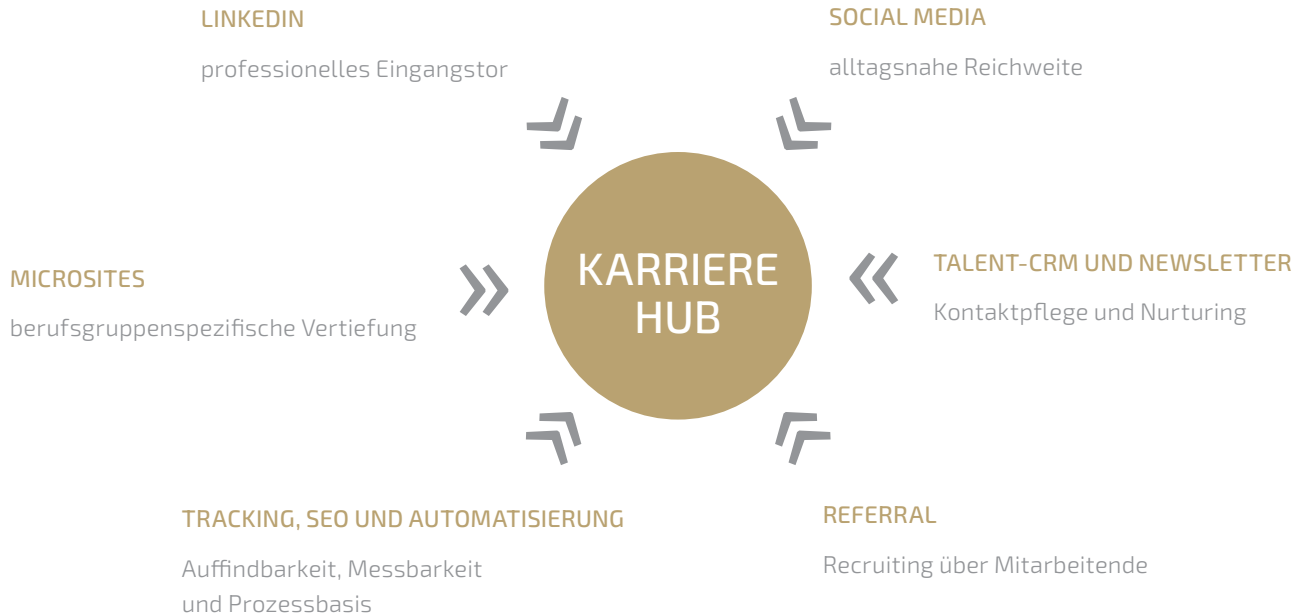 LINKEDIN
professionelles Eingangstor
SOCIAL MEDIA
alltagsnahe Reichweite
MICROSITES
berufsgruppenspezifische Vertiefung
KARRIERE
HUB
TALENT-CRM UND NEWSLETTER
Kontaktpflege und Nurturing
TRACKING, SEO UND AUTOMATISIERUNG
Auffindbarkeit, Messbarkeit
und Prozessbasis
REFERRAL
Recruiting über Mitarbeitende